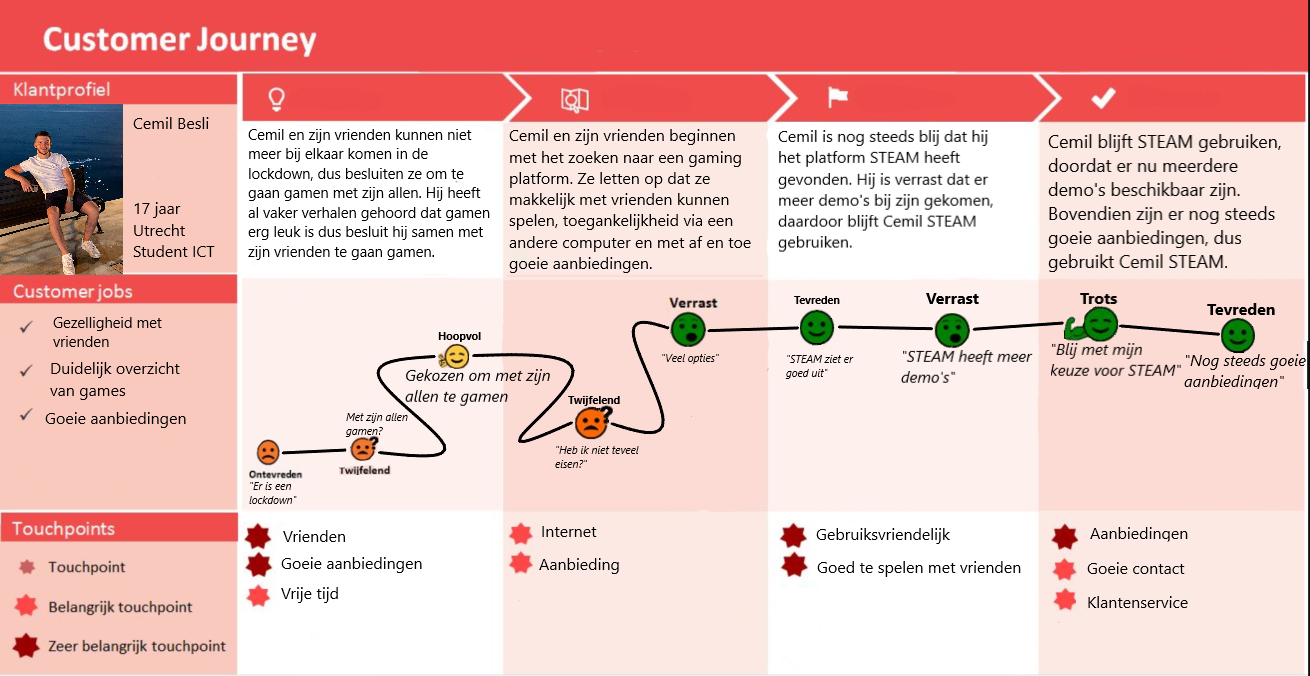 Customer Journey
Klantprofiel
Cemil Besli
17 jaar
Utrecht
Student ICT
Cemil en zijn vrienden kunnen niet
meer bij elkaar komen in de
lockdown, dus besluiten ze om te
gaan gamen met zijn allen. Hij heeft
al vaker verhalen gehoord dat gamen
erg leuk is dus besluit hij samen met
zijn vrienden te gaan gamen.
Cemil en zijn vrienden beginnen
met het zoeken naar een gaming
platform. Ze letten op dat ze
makkelijk met vrienden kunnen
spelen, toegankelijkheid via een
andere computer en met af en toe
goeie aanbiedingen.
Cemil is nog steeds blij dat hij
het platform STEAM heeft
gevonden. Hij is verrast dat er
meer demo's bij zijn gekomen,
daardoor blijft Cemil STEAM
gebruiken.
Cemil blijft STEAM gebruiken,
doordat er nu meerdere
demo's beschikbaar zijn.
Bovendien zijn er nog steeds
goeie aanbiedingen, dus
gebruikt Cemil STEAM.
Customer jobs
Gezelligheid met
vrienden
Duidelijk overzicht
van games
Goeie aanbiedingen
Ontevreden
"Er is een
lockdown"
Met zijn allen
gamen?
Twijfelend
Hoopvol
Gekozen om met zijn
allen te gamen
Twijfelend
"Heb ik niet teveel
eisen?"
Verrast
"Veel opties"
Tevreden
"STEAM ziet er
goed uit"
Verrast
"STEAM heeft meer
demo's"
Trots
"Blij met mijn
keuze voor STEAM"
Tevreden
"Nog steeds goeie
aanbiedingen"
Touchpoints
Touchpoint
Belangrijk touchpoint
Zeer belangrijk touchpoint
Vrienden
Goeie aanbiedingen
Vrije tijd
Internet
Aanbieding
Gebruiksvriendelijk
Goed te spelen met vrienden
Aanbiedingen
Goeie contact
Klantenservice